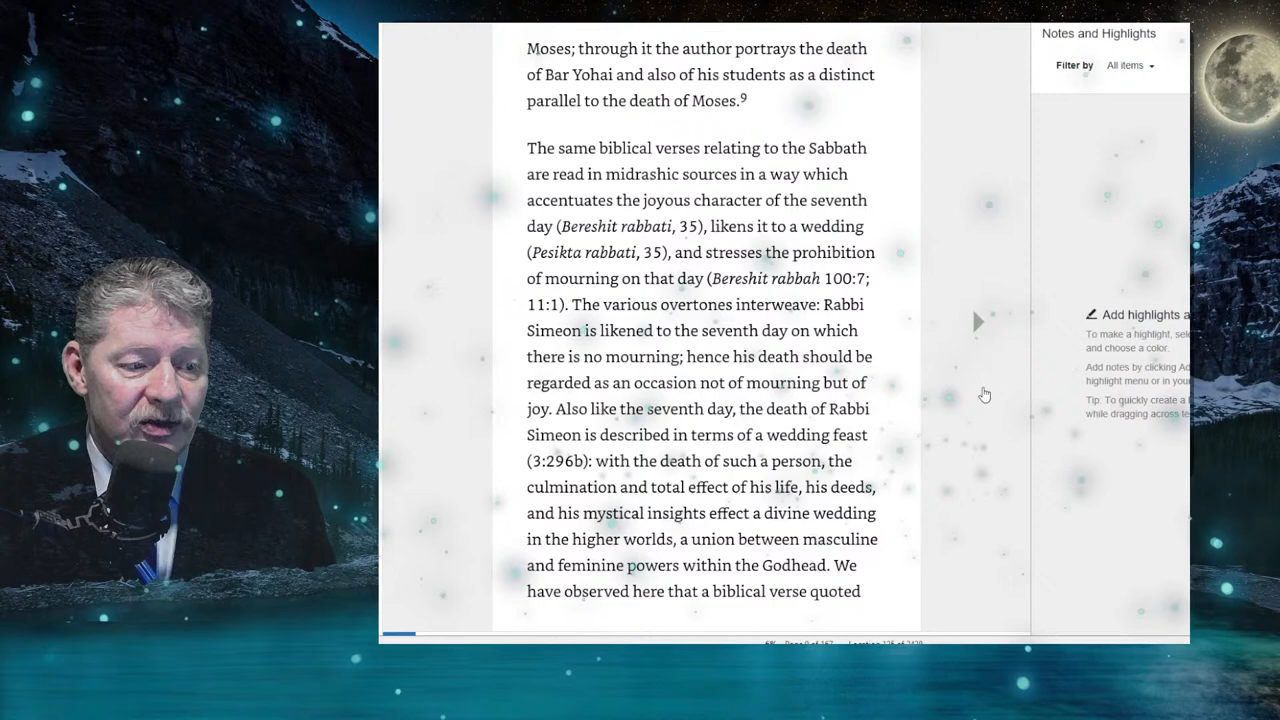 Moses; through it the author portrays the death
of Bar Yohai and also of his students as a distinct
parallel to the death of Moses.9
The same biblical verses relating to the Sabbath
are read in midrashic sources in a way which
accentuates the joyous character of the seventh
day (Bereshit rabbati, 35), likens it to a wedding
(Pesikta rabbati, 35), and stresses the prohibition
of mourning on that day (Bereshit rabbah 100:7;
11:1). The various overtones interweave: Rabbi
Simeon is likened to the seventh day on which
there is no mourning; hence his death should be
regarded as an occasion not of mourning but of
joy. Also like the seventh day, the death of Rabbi
Simeon is described in terms of a wedding feast
(3:296b): with the death of such a person, the
culmination and total effect of his life, his deeds,
and his mystical insights effect a divine wedding
in the higher worlds, a union between masculine
and feminine powers within the Godhead. We
have observed here that a biblical verse quoted
Notes and Highlights
Filter by All items
Add highlights a
To make a highlight, sele
and choose a color.
Add notes by clicking Ad
highlight menu or in your
Tip: To quickly create a
while dragging across te